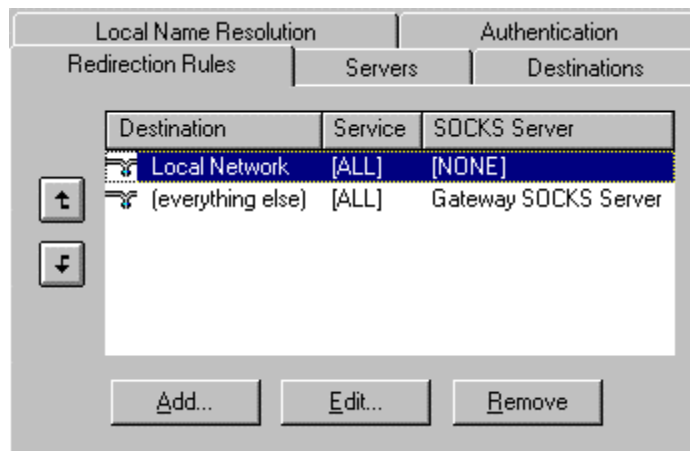 Local Name Resolution Authentication
Redirection Rules Servers Destinations
Destination Service SOCKS Server
Local Network [ALL] [NONE]
(everything else) [ALL] Gateway SOCKS Server
Add... Edit... Remove